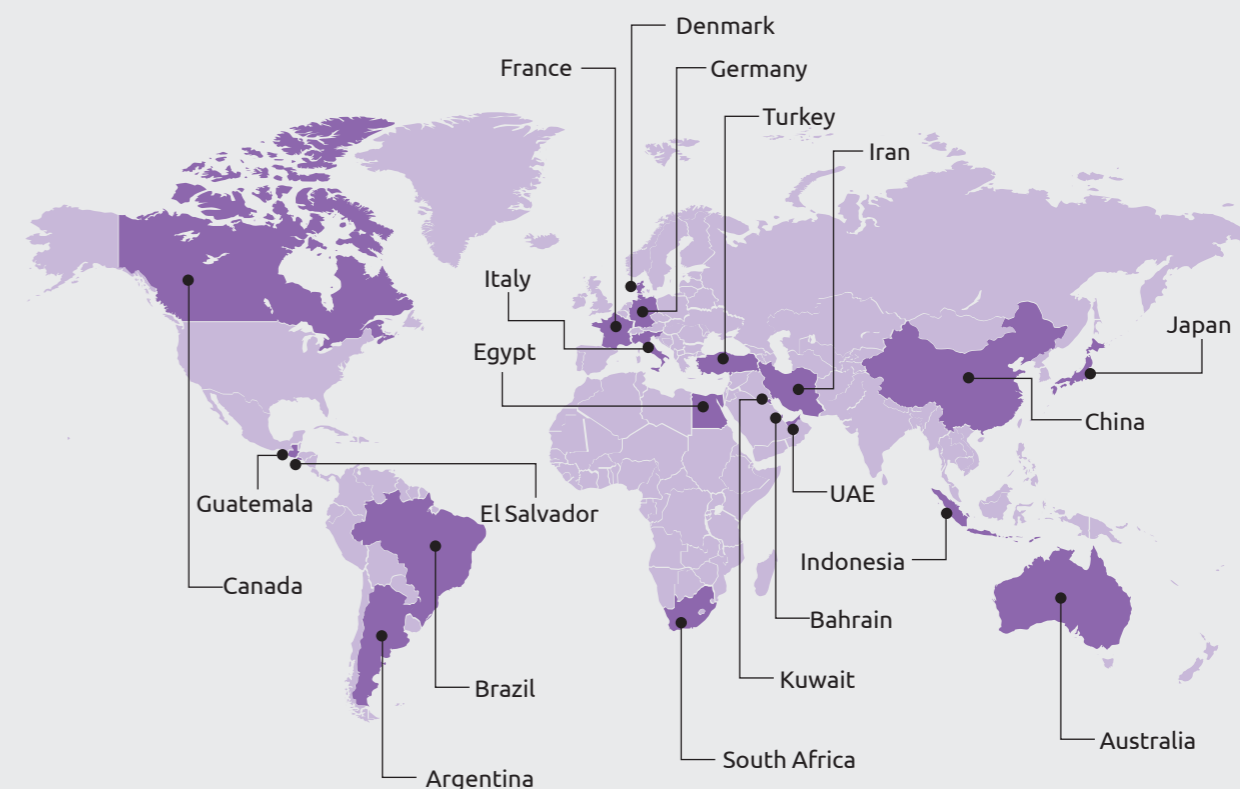 Denmark
France
Germany
Turkey
Iran
Italy
Japan
Egypt
China
UAE
Guatemala
El Salvador
Indonesia
Canada
Bahrain
Kuwait
Brazil
Australia
South Africa
Argentina